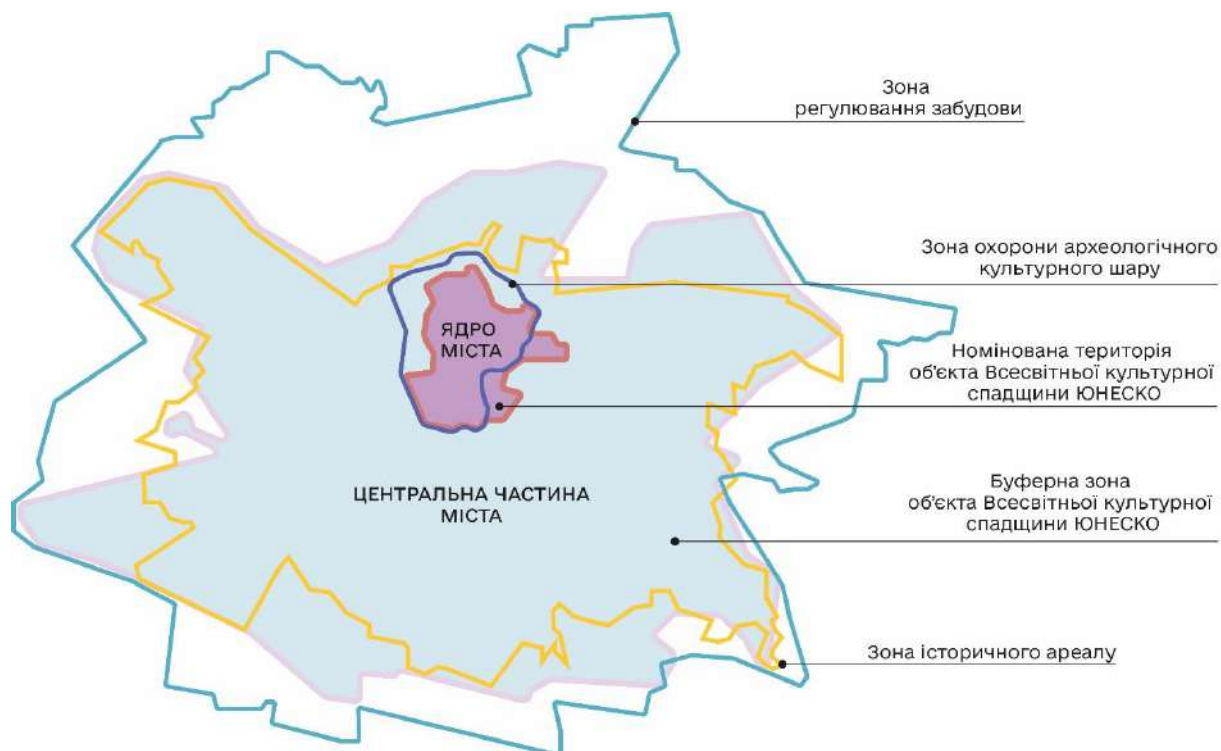 Зона
регулювання забудови
Зона охорони археологічного
культурного шару
ЯДРО
МІСТА
Номінована територія
об'єкта Всесвітньої культурної
спадщини ЮНЕСКО
ЦЕНТРАЛЬНА ЧАСТИНА
МІСТА
Буферна зона
об'єкта Всесвітньої культурної
спадщини ЮНЕСКО
Зона історичного ареалу